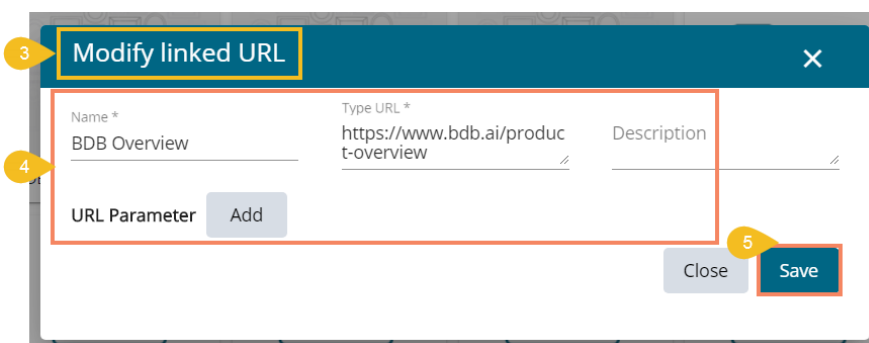 3
Modify linked URL
Name *
BDB Overview
Type URL *
https://www.bdb.ai/produc
t-overview
Description
4
URL Parameter
Add
5
Close
Save